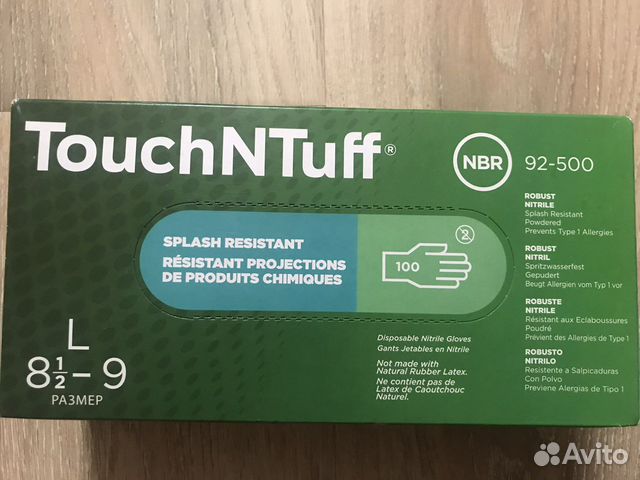 TouchNTuff®
NBR 92-500
SPLASH RESISTANT
RÉSISTANT PROJECTIONS
DE PRODUITS CHIMIQUES
2
100
L
8 1/2 – 9
РАЗМЕР
Disposable Nitrile Gloves
Gants Jetables en Nitrile
Not made with
Natural Rubber Latex.
Ne contient pas de
Latex de Caoutchouc
Naturel.
ROBUST
NITRILE
Splash Resistant
Powdered
Prevents Type 1 Allergies
ROBUST
NITRIL
Spritzwasserfest
Gepudert
Beugt Allergien vom Typ 1 vor
ROBUSTE
NITRILE
Résistant aux Eclaboussures
Poudré
Prévient des Allergies de Type 1
ROBUSTO
NITRILO
Resistente a Salpicaduras
Con Polvo
Previene Alergias de Tipo 1
Avito